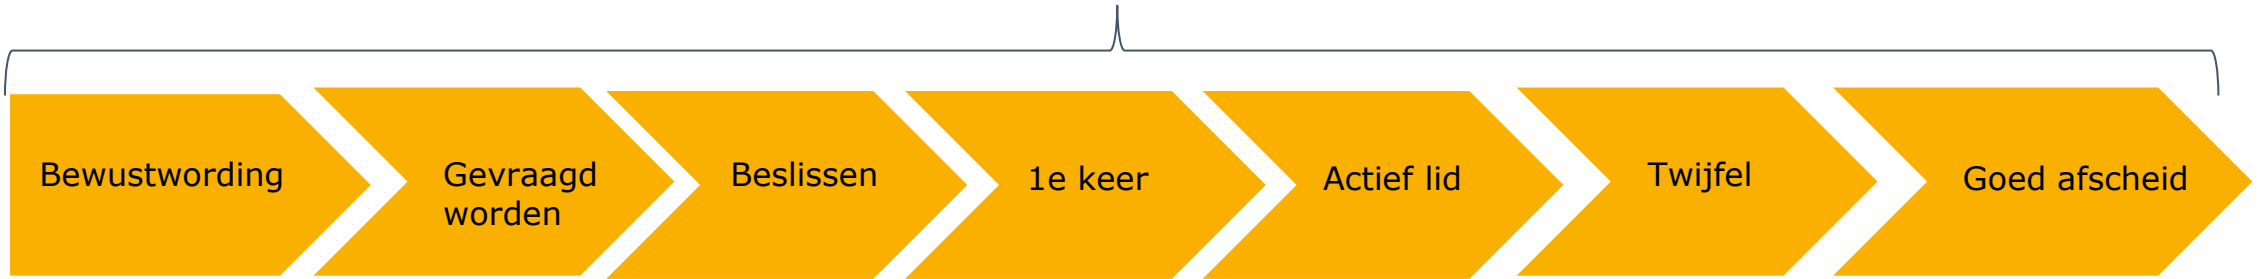 Bewustwording
Gevraagd
worden
Beslissen
1e keer
Actief lid
Twijfel
Goed afscheid